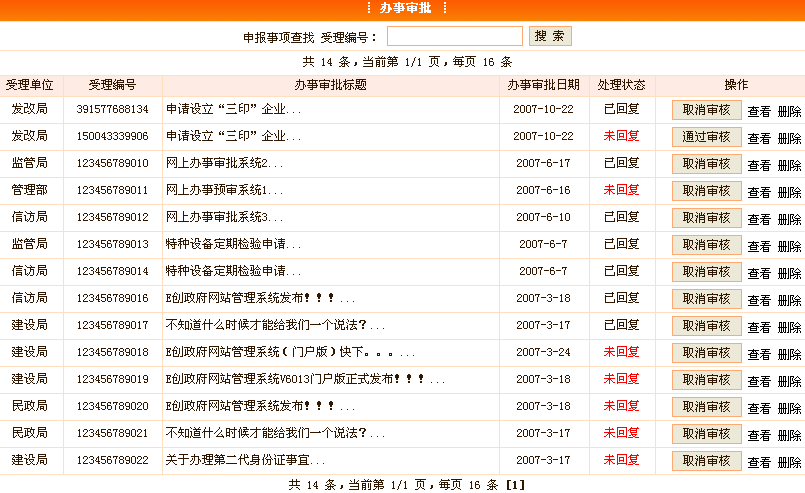 ⋮ 办事审批 ⋮
申报事项查找 受理编号： 搜 索
共 14 条，当前第 1/1 页，每页 16 条
受理单位 受理编号 办事审批标题 办事审批日期 处理状态 操作
发改局 391577688134 申请设立“三印”企业... 2007-10-22 已回复 取消审核 查看 删除
发改局 150043339906 申请设立“三印”企业... 2007-10-22 未回复 通过审核 查看 删除
监管局 123456789010 网上办事审批系统2... 2007-6-17 已回复 取消审核 查看 删除
管理部 123456789011 网上办事预审系统1... 2007-6-16 未回复 取消审核 查看 删除
信访局 123456789012 网上办事审批系统3... 2007-6-10 已回复 取消审核 查看 删除
监管局 123456789013 特种设备定期检验申请... 2007-6-7 已回复 取消审核 查看 删除
信访局 123456789014 特种设备定期检验申请... 2007-6-7 已回复 取消审核 查看 删除
信访局 123456789016 E创政府网站管理系统发布！！！... 2007-3-18 已回复 取消审核 查看 删除
建设局 123456789017 不知道什么时候才能给我们一个说法？... 2007-3-17 已回复 取消审核 查看 删除
建设局 123456789018 E创政府网站管理系统（门户版）快下。。。... 2007-3-24 未回复 取消审核 查看 删除
建设局 123456789019 E创政府网站管理系统V6013门户版正式发布！！！... 2007-3-18 未回复 取消审核 查看 删除
民政局 123456789020 E创政府网站管理系统发布！！！... 2007-3-18 未回复 取消审核 查看 删除
民政局 123456789021 不知道什么时候才能给我们一个说法？... 2007-3-17 未回复 取消审核 查看 删除
建设局 123456789022 关于办理第二代身份证事宜... 2007-3-17 未回复 取消审核 查看 删除
共 14 条，当前第 1/1 页，每页 16 条 [1]